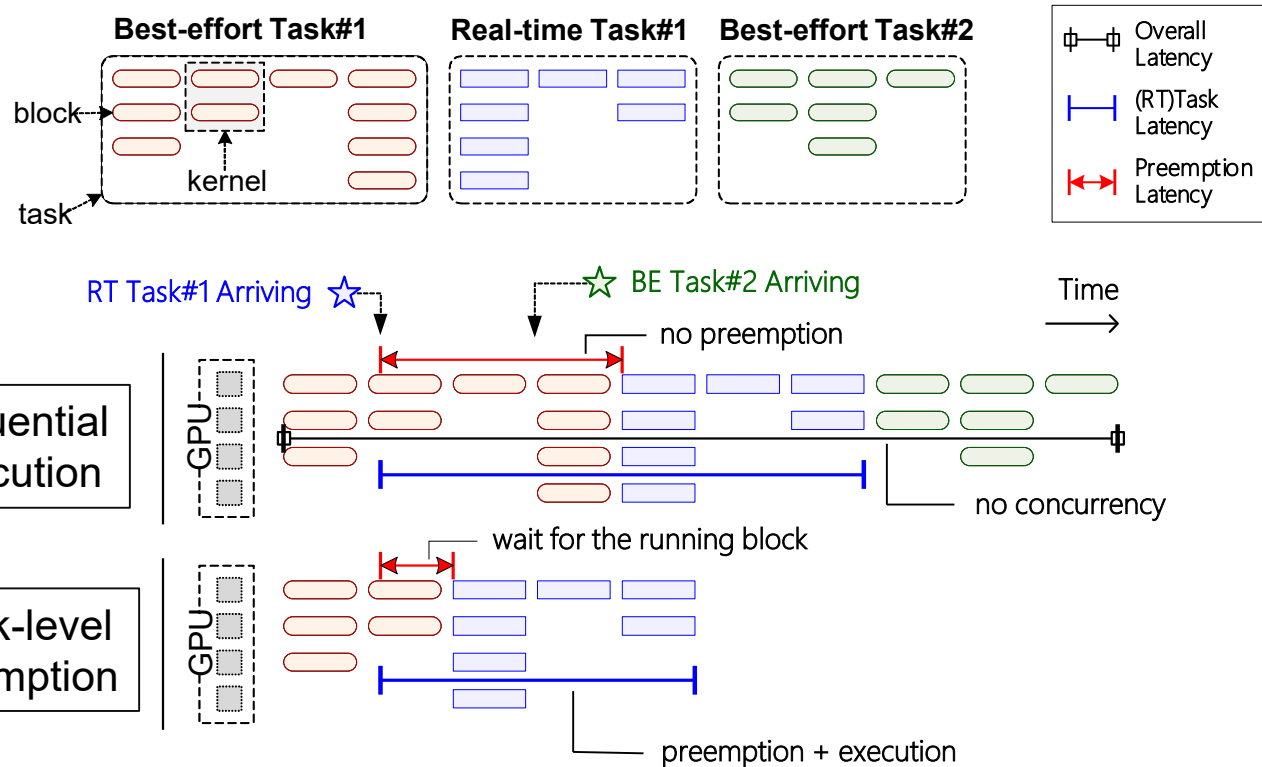 Best-effort Task#1
Real-time Task#1
Best-effort Task#2
block
kernel
task
Overall
Latency
(RT)Task
Latency
Preemption
Latency
RT Task#1 Arriving
BE Task#2 Arriving
Time
no preemption
uential
cution
GPU
no concurrency
wait for the running block
k-level
mption
GPU
preemption + execution